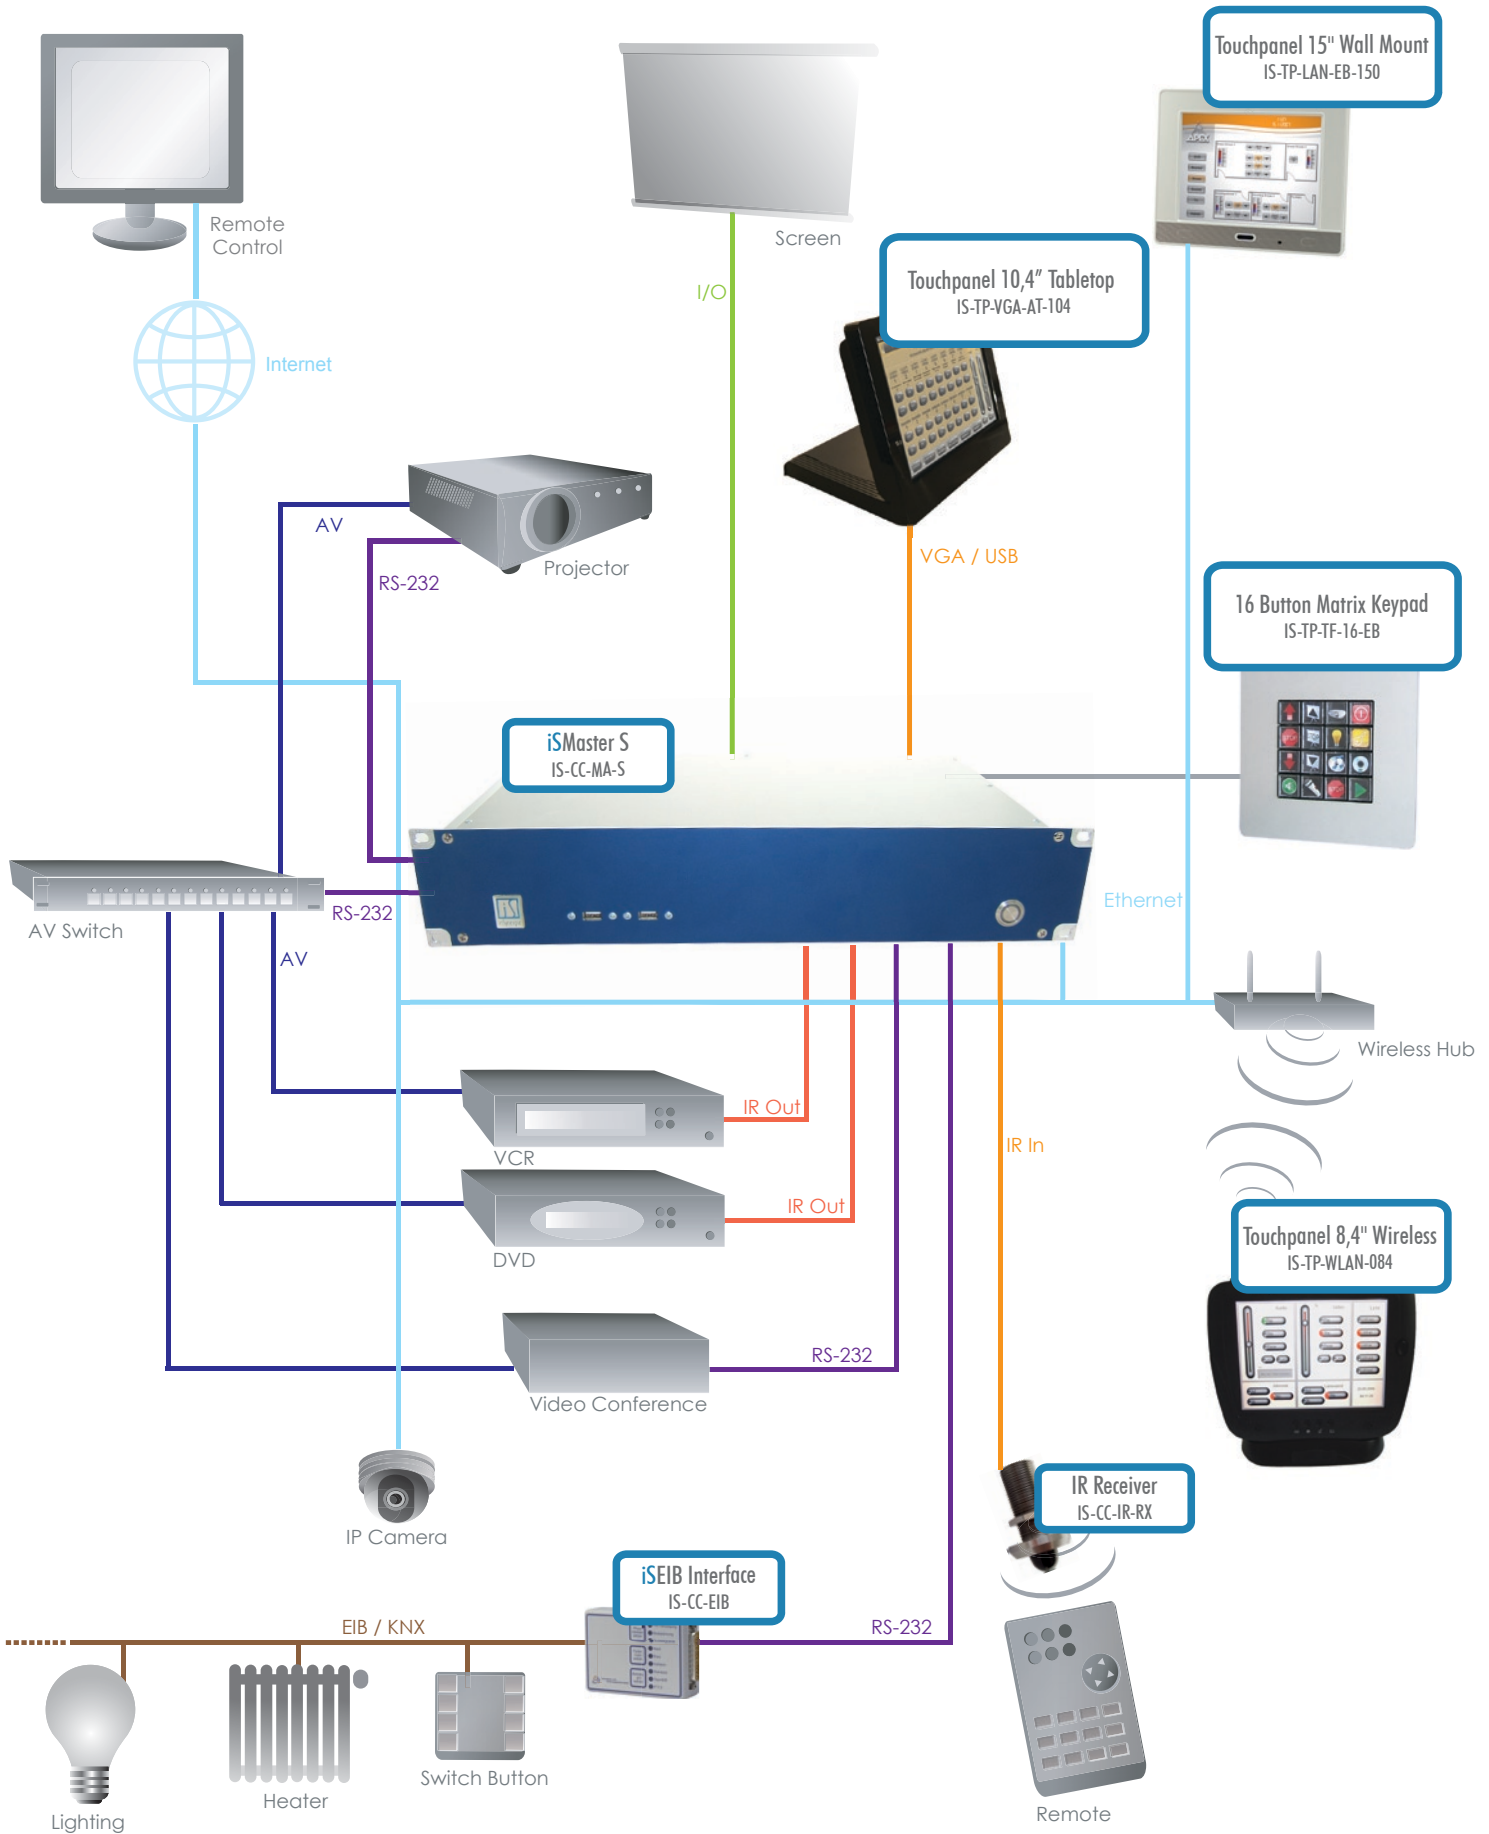 Touchpanel 15" Wall Mount
IS-TP-LAN-EB-150
Remote
Control
Screen
I/O
Touchpanel 10,4” Tabletop
IS-TP-VGA-AT-104
Internet
AV
Projector
RS-232
VGA / USB
16 Button Matrix Keypad
IS-TP-TF-16-EB
iSMaster S
IS-CC-MA-S
iS
RS-232
AV Switch
AV
Ethernet
Wireless Hub
VCR
IR Out
IR In
DVD
IR Out
Touchpanel 8,4" Wireless
IS-TP-WLAN-084
RS-232
Video Conference
IP Camera
IR Receiver
IS-CC-IR-RX
iSEIB Interface
IS-CC-EIB
EIB / KNX
RS-232
Switch Button
Heater
Lighting
Remote